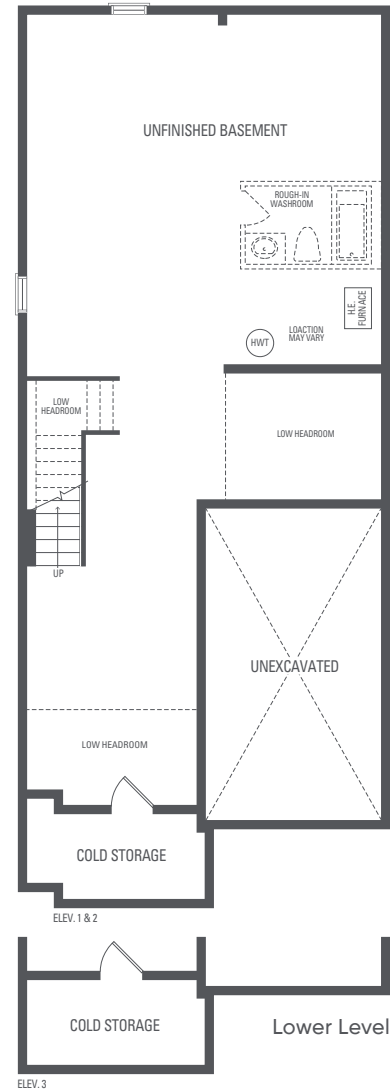 UNFINISHED BASEMENT
ROUGH-IN
WASHROOM
H.E.
FURNACE
LOACTION
MAY VARY
HWT
LOW
HEADROOM
LOW HEADROOM
UP
UNEXCAVATED
LOW HEADROOM
COLD STORAGE
ELEV. 1 & 2
COLD STORAGE
Lower Level
ELEV. 3